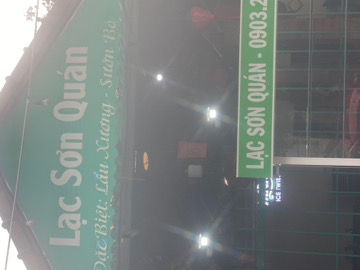 Lạc Sơn Quán
Đặc Biệt: Lẩu Xương - Sườn Bò
LẠC SƠN QUÁN - 0903.2